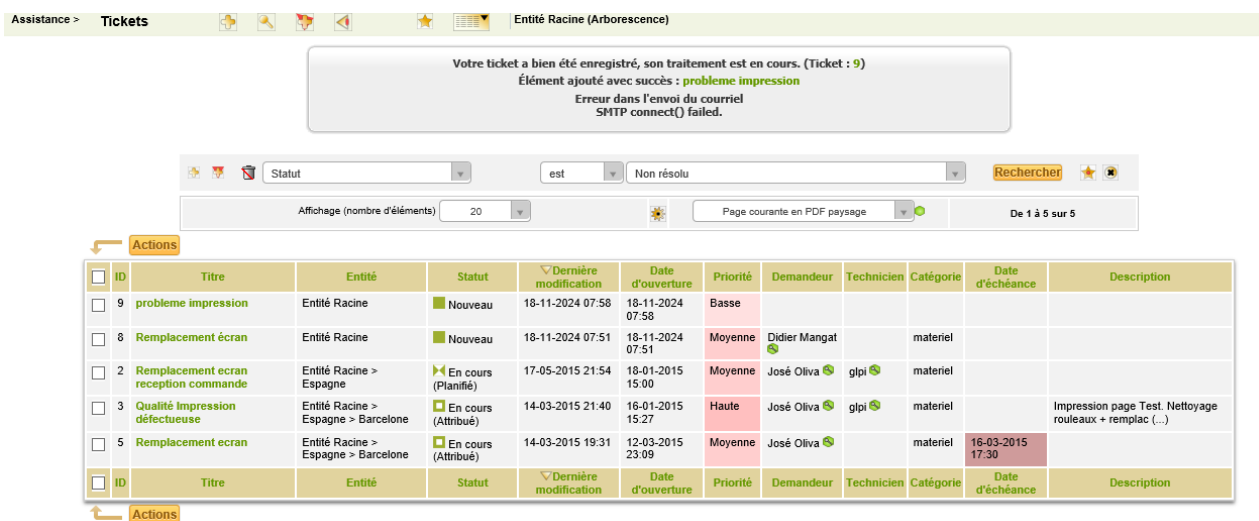 Assistance > Tickets Entité Racine (Arborescence)
Votre ticket a bien été enregistré, son traitement est en cours. (Ticket : 9)
Élément ajouté avec succès : probleme impression
Erreur dans l'envoi du courriel
SMTP connect() failed.
Statut est Non résolu Rechercher
Affichage (nombre d'éléments) 20 Page courante en PDF paysage De 1 à 5 sur 5
Actions
ID Titre Entité Statut Dernière modification Date d'ouverture Priorité Demandeur Technicien Catégorie Date d'échéance Description
9 probleme impression Entité Racine Nouveau 18-11-2024 07:58 18-11-2024 07:58 Basse
8 Remplacement écran Entité Racine Nouveau 18-11-2024 07:51 18-11-2024 07:51 Moyenne Didier Mangat materiel
2 Remplacement ecran reception commande Entité Racine > Espagne En cours (Planifié) 17-05-2015 21:54 18-01-2015 15:00 Moyenne José Oliva glpi materiel
3 Qualité Impression défectueuse Entité Racine > Espagne > Barcelone En cours (Attribué) 14-03-2015 21:40 16-01-2015 15:27 Haute José Oliva glpi materiel Impression page Test. Nettoyage rouleaux + remplac (...)
5 Remplacement ecran Entité Racine > Espagne > Barcelone En cours (Attribué) 14-03-2015 19:31 12-03-2015 23:09 Moyenne José Oliva materiel 16-03-2015 17:30
ID Titre Entité Statut Dernière modification Date d'ouverture Priorité Demandeur Technicien Catégorie Date d'échéance Description
Actions